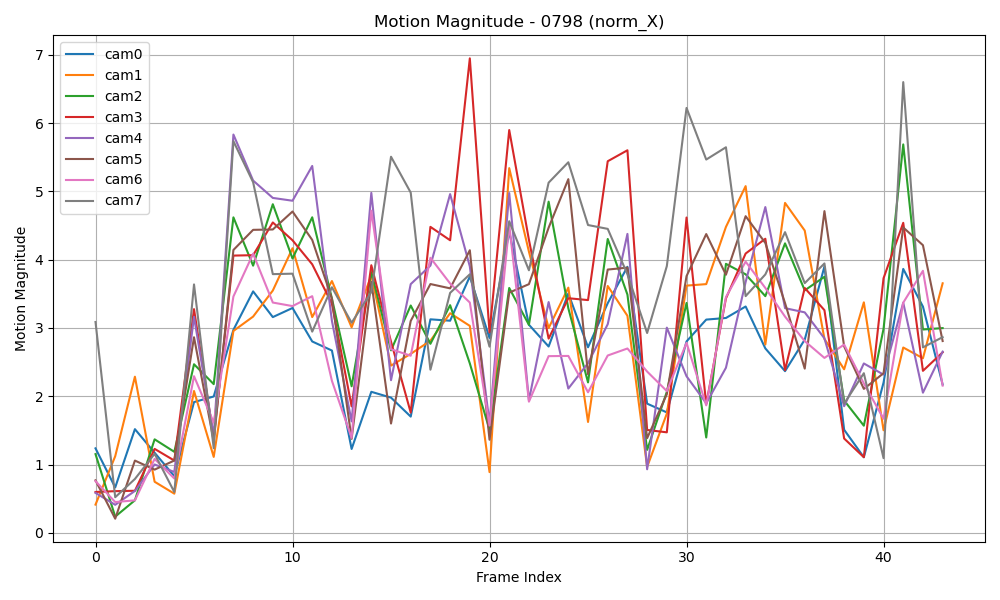 Motion Magnitude - 0798 (norm_X)
cam0
cam1
cam2
cam3
cam4
cam5
cam6
cam7
Motion Magnitude
7
6
5
4
3
2
1
0
0 10 20 30 40
Frame Index